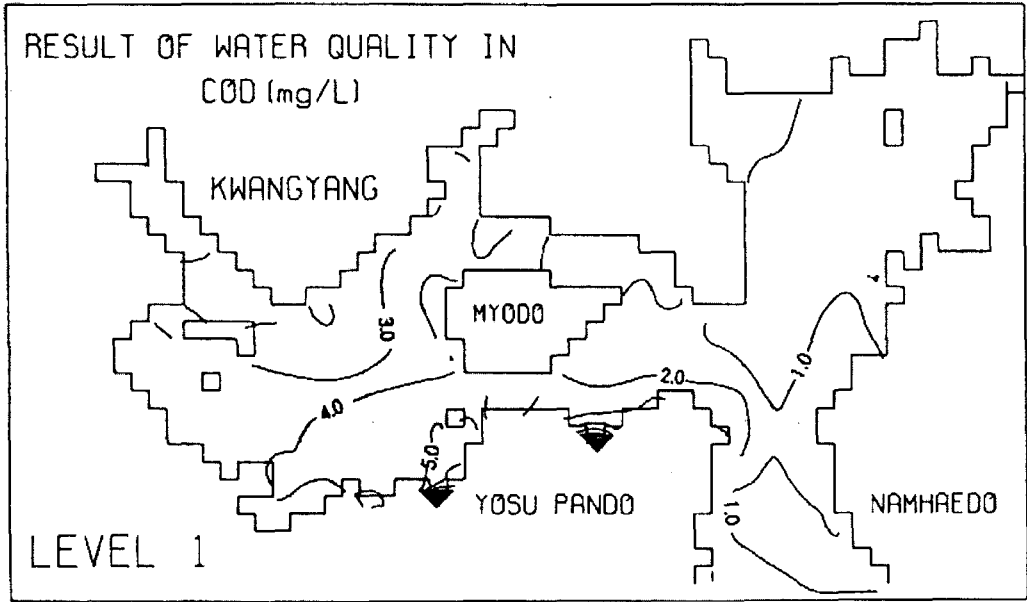 RESULT OF WATER QUALITY IN
COD (mg/L)
KWANGYANG
MYODO
3.0
1.0
2.0
4.0
5.0
YOSU PANDO
1.0
NAMHAEDO
LEVEL 1